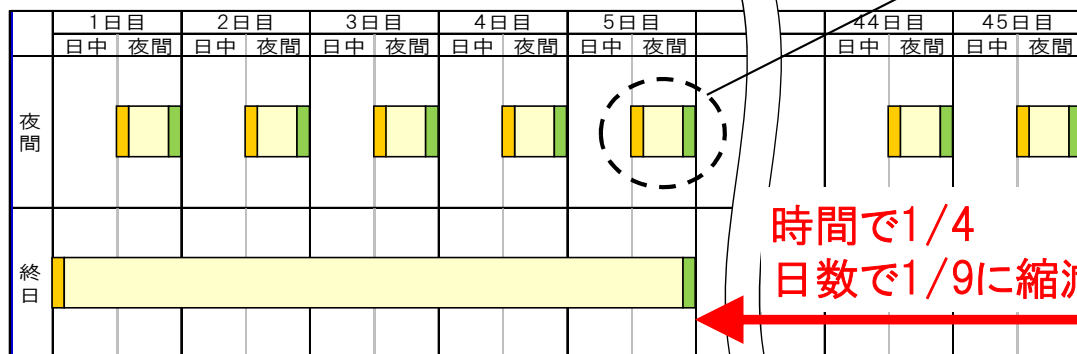 1日目 2日目 3日目 4日目 5日目 44日目 45日目
日中 夜間 日中 夜間 日中 夜間 日中 夜間 日中 夜間 日中 夜間 日中 夜間
夜間
終日
時間で1/4
日数で1/9に縮減